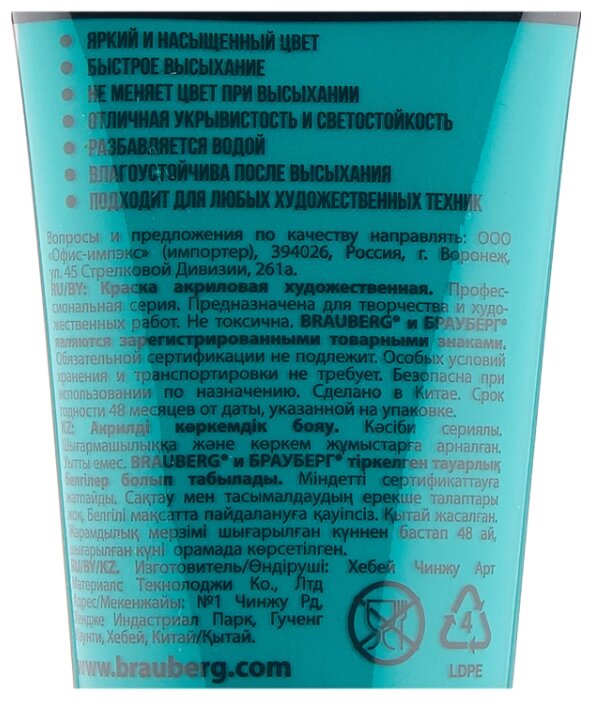 ЯРКИЙ И НАСЫЩЕННЫЙ ЦВЕТ
БЫСТРОЕ ВЫСЫХАНИЕ
НЕ МЕНЯЕТ ЦВЕТ ПРИ ВЫСЫХАНИИ
ОТЛИЧНАЯ УКРЫВИСТОСТЬ И СВЕТОСТОЙКОСТЬ
РАЗБАВЛЯЕТСЯ ВОДОЙ
ВЛАГОУСТОЙЧИВА ПОСЛЕ ВЫСЫХАНИЯ
ПОДХОДИТ ДЛЯ ЛЮБЫХ ХУДОЖЕСТВЕННЫХ ТЕХНИК
Вопросы и предложения по качеству направлять: ООО
«Офис-импэкс» (импортер), 394026, Россия, г. Воронеж,
ул. 45 Стрелковой Дивизии, 261а.
RU/BY: Краска акриловая художественная. Профес-
сиональная серия. Предназначена для творчества и худо-
жественных работ. Не токсична. BRAUBERG® и БРАУБЕРГ®
являются зарегистрированными товарными знаками.
Обязательной сертификации не подлежит. Особых условий
хранения и транспортировки не требует. Безопасна при
использовании по назначению. Сделано в Китае. Срок
годности 48 месяцев от даты, указанной на упаковке.
KZ: Акрилді көркемдік бояу. Кәсіби сериялы.
Шығармашылыққа және көркем жұмыстарға арналған.
Уытты емес. BRAUBERG® и БРАУБЕРГ® тіркелген тауарлық
белгілер болып табылады. Міндетті сертификаттауға
жатпайды. Сақтау мен тасымалдаудың ерекше талаптары
жоқ. Белгілі мақсатта пайдалануға қауіпсіз. Қытай жасалған.
Жарамдылық мерзімі шығарылған күннен бастап 48 ай,
шығарылған күні орамада көрсетілген.
RU/BY/KZ. Изготовитель/Өндіруші: Хебей Чинжу Арт
Материалс Текнолоджи Ко., Лтд
Адрес/Мекенжайы: №1 Чинжу Рд,
Индастриал Парк, Гученг
Каунти, Хебей, Китай/Қытай.
www.brauberg.com
4
LDPE